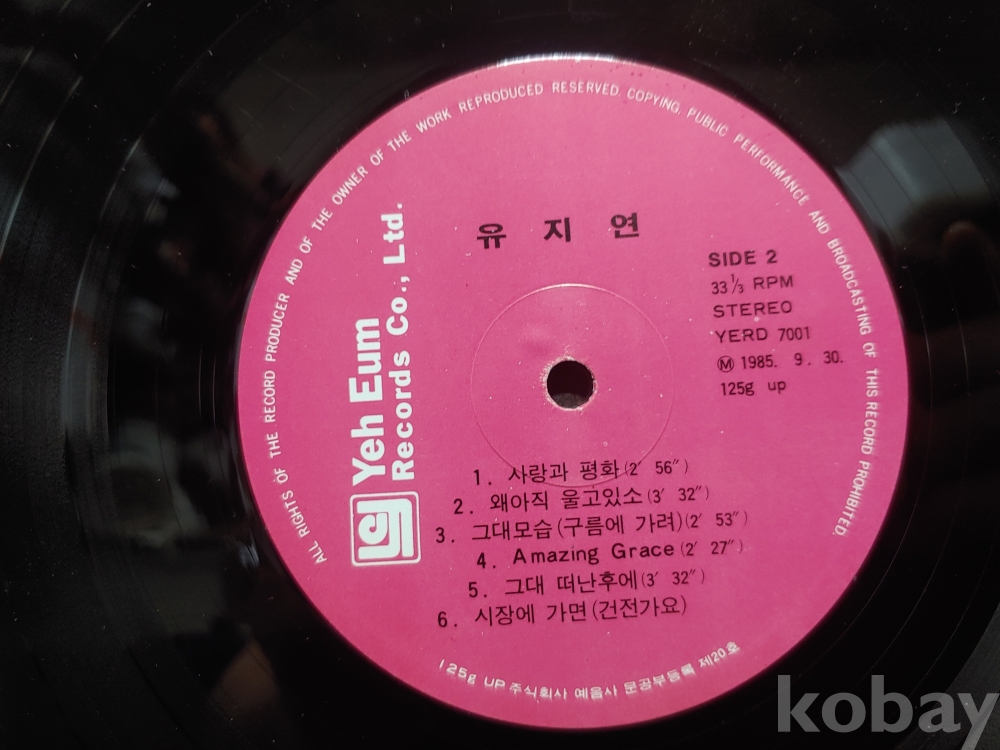 ALL RIGHTS OF THE RECORD PRODUCER AND OF THE OWNER OF THE WORK REPRODUCED RESERVED. COPYING, PUBLIC PERFORMANCE AND BROADCASTING OF THIS RECORD PROHIBITED.
Yeh Eum
Records Co., Ltd.
유 지 연
SIDE 2
33 1/3 RPM
STEREO
YERD 7001
Ⓜ 1985. 9. 30.
125g up
1. 사랑과 평화 (2′ 56″)
2. 왜아직 울고있소 (3′ 32″)
3. 그대모습 (구름에 가려) (2′ 53″)
4. Amazing Grace (2′ 27″)
5. 그대 떠난후에 (3′ 32″)
6. 시장에 가면 (건전가요)
125g UP 주식회사 예음사 문공부등록 제20호
kobay